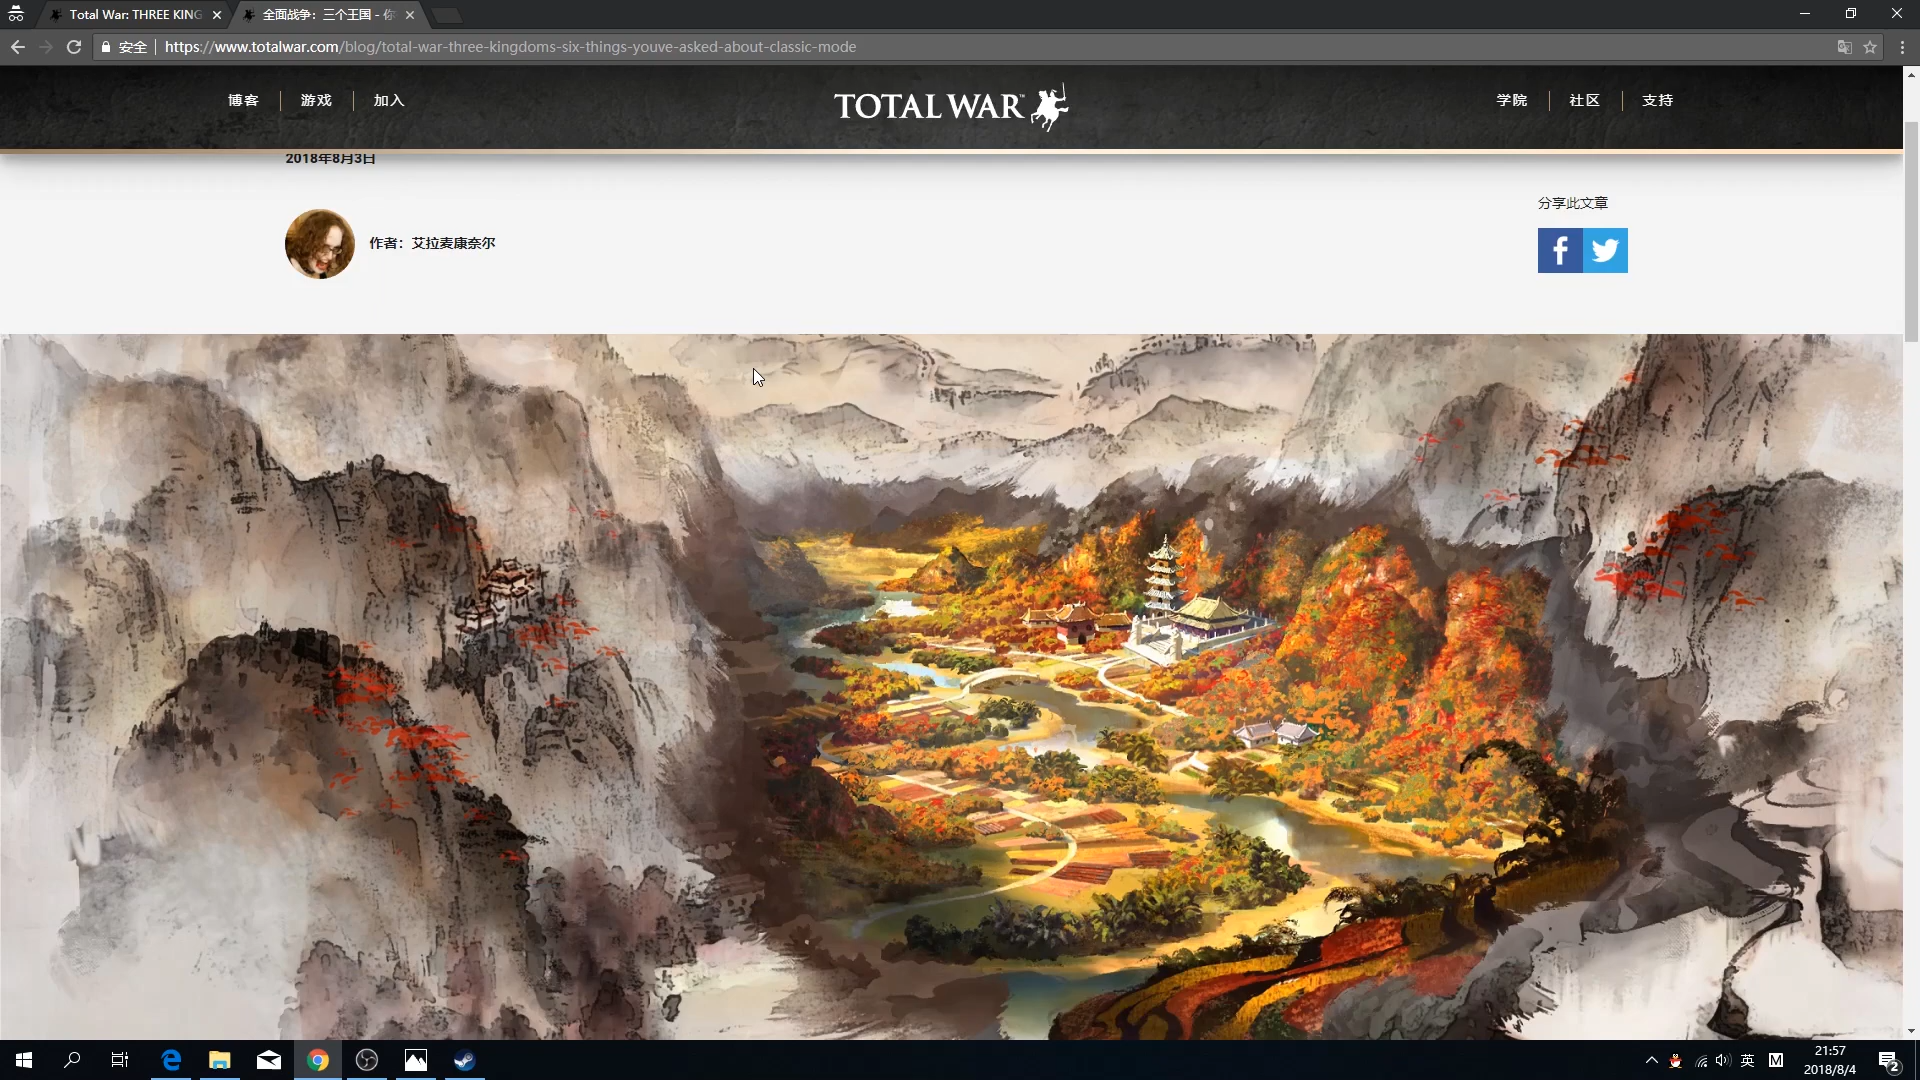 Total War: THREE KING
全面战争：三个王国 - 你
安全 https://www.totalwar.com/blog/total-war-three-kingdoms-six-things-youve-asked-about-classic-mode
博客 游戏 加入 TOTAL WAR 学院 社区 支持
2018年8月3日
分享此文章
作者：艾拉麦康奈尔
英 M 21:57
2018/8/4
2